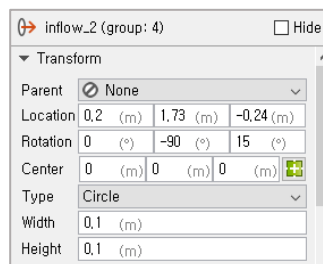 inflow_2 (group: 4) Hide
Transform
Parent None
Location 0.2 (m) 1.73 (m) -0.24 (m)
Rotation 0 (°) -90 (°) 15 (°)
Center 0 (m) 0 (m) 0 (m)
Type Circle
Width 0.1 (m)
Height 0.1 (m)